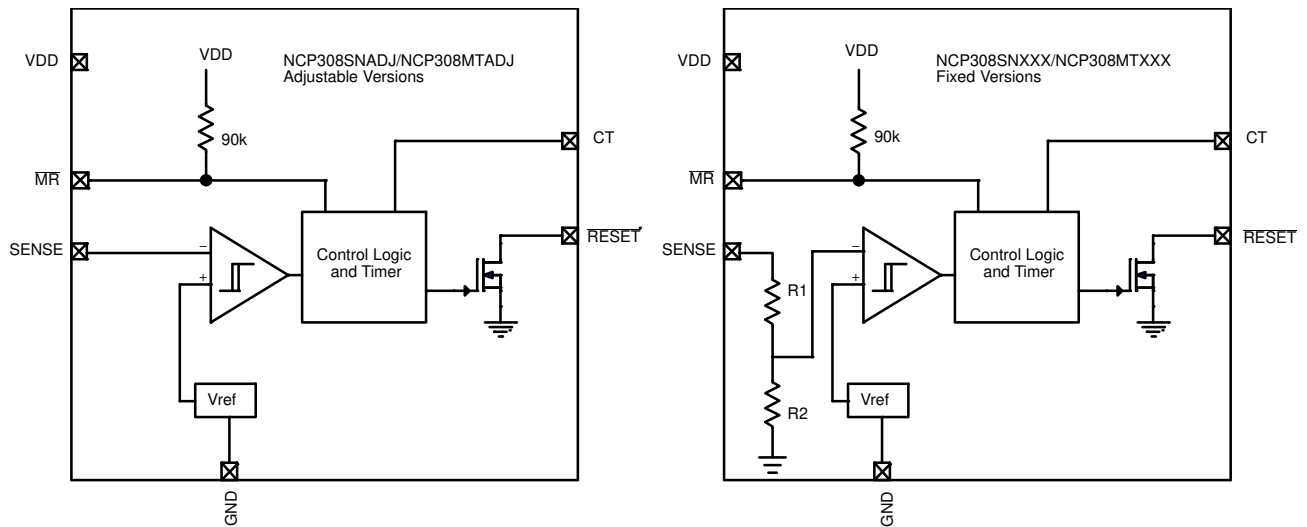 VDD
VDD
NCP308SNADJ/NCP308MTADJ
Adjustable Versions
90k
CT
MR
SENSE
−
+
Control Logic
and Timer
RESET
Vref
GND
VDD
VDD
NCP308SNXXX/NCP308MTXXX
Fixed Versions
90k
CT
MR
SENSE
−
+
Control Logic
and Timer
RESET
R1
R2
Vref
GND